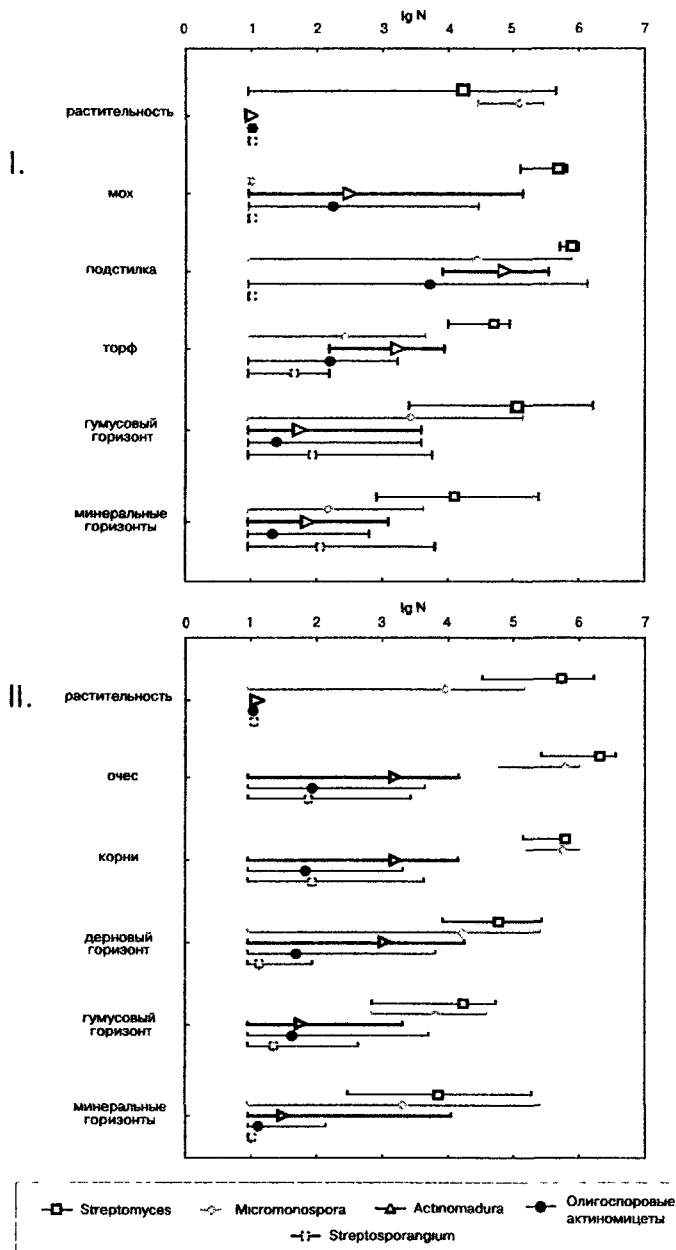 lg N
0 1 2 3 4 5 6 7
I.
растительность
мох
подстилка
торф
гумусовый
горизонт
минеральные
горизонты
lg N
0 1 2 3 4 5 6 7
II.
растительность
очес
корни
дерновый
горизонт
гумусовый
горизонт
минеральные
горизонты
Streptomyces Micromonospora Actinomadura Олигоспоровые
актиномицеты
Streptosporangium